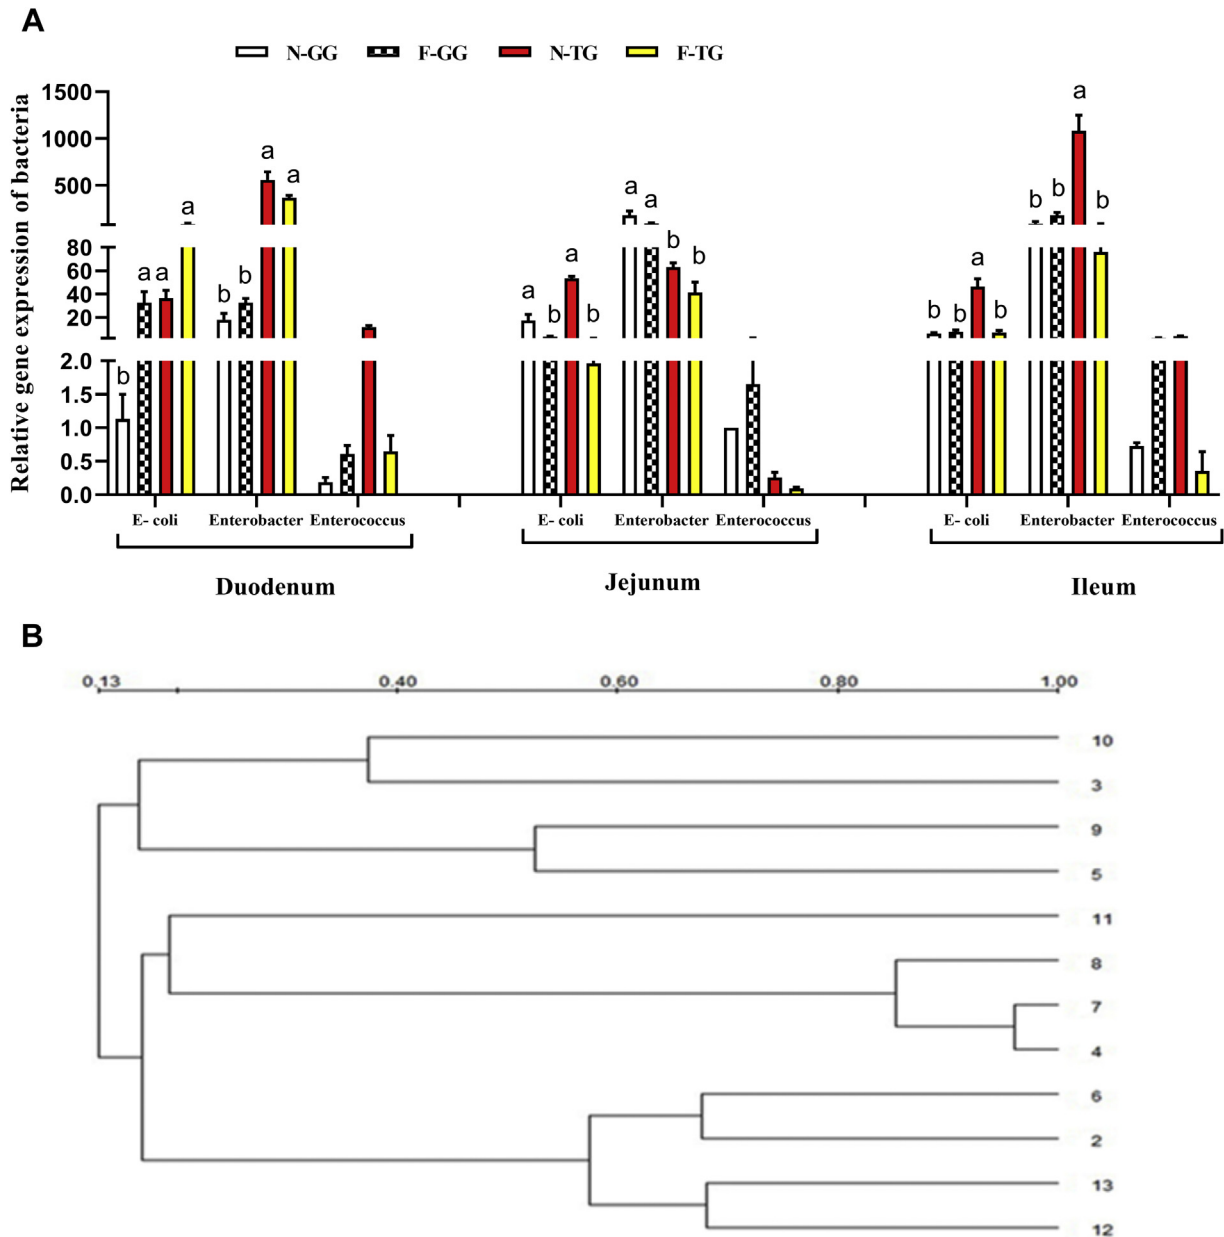 A
N-GG F-GG N-TG F-TG
Relative gene expression of bacteria
1500
1000
500
80
60
40
20
2.0
1.5
1.0
0.5
0.0
b a a a b b a a
a b a b a a b b
b b a b b b a b
E- coli Enterobacter Enterococcus E- coli Enterobacter Enterococcus E- coli Enterobacter Enterococcus
Duodenum Jejunum Ileum
B
0.13 0.40 0.60 0.80 1.00
10
3
9
5
11
8
7
4
6
2
13
12